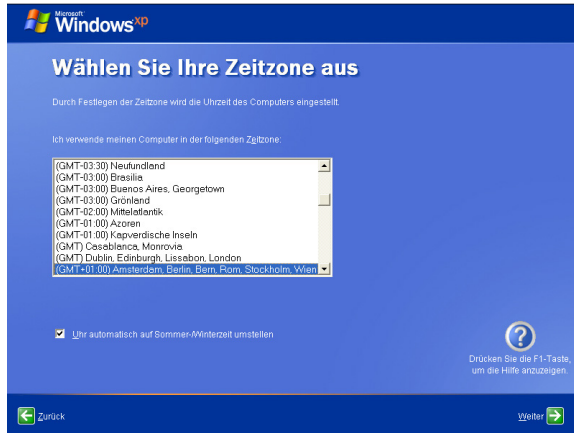 Microsoft
Windows xp
Wählen Sie Ihre Zeitzone aus
Durch Festlegen der Zeitzone wird die Uhrzeit des Computers eingestellt.
Ich verwende meinen Computer in der folgenden Zeitzone:
(GMT-03:30) Neufundland
(GMT-03:00) Brasilia
(GMT-03:00) Buenos Aires, Georgetown
(GMT-03:00) Grönland
(GMT-02:00) Mittelatlantik
(GMT-01:00) Azoren
(GMT-01:00) Kapverdische Inseln
(GMT) Casablanca, Monrovia
(GMT) Dublin, Edinburgh, Lissabon, London
(GMT+01:00) Amsterdam, Berlin, Bern, Rom, Stockholm, Wien
Uhr automatisch auf Sommer-/Winterzeit umstellen
Drücken Sie die F1-Taste,
um die Hilfe anzuzeigen.
Zurück
Weiter